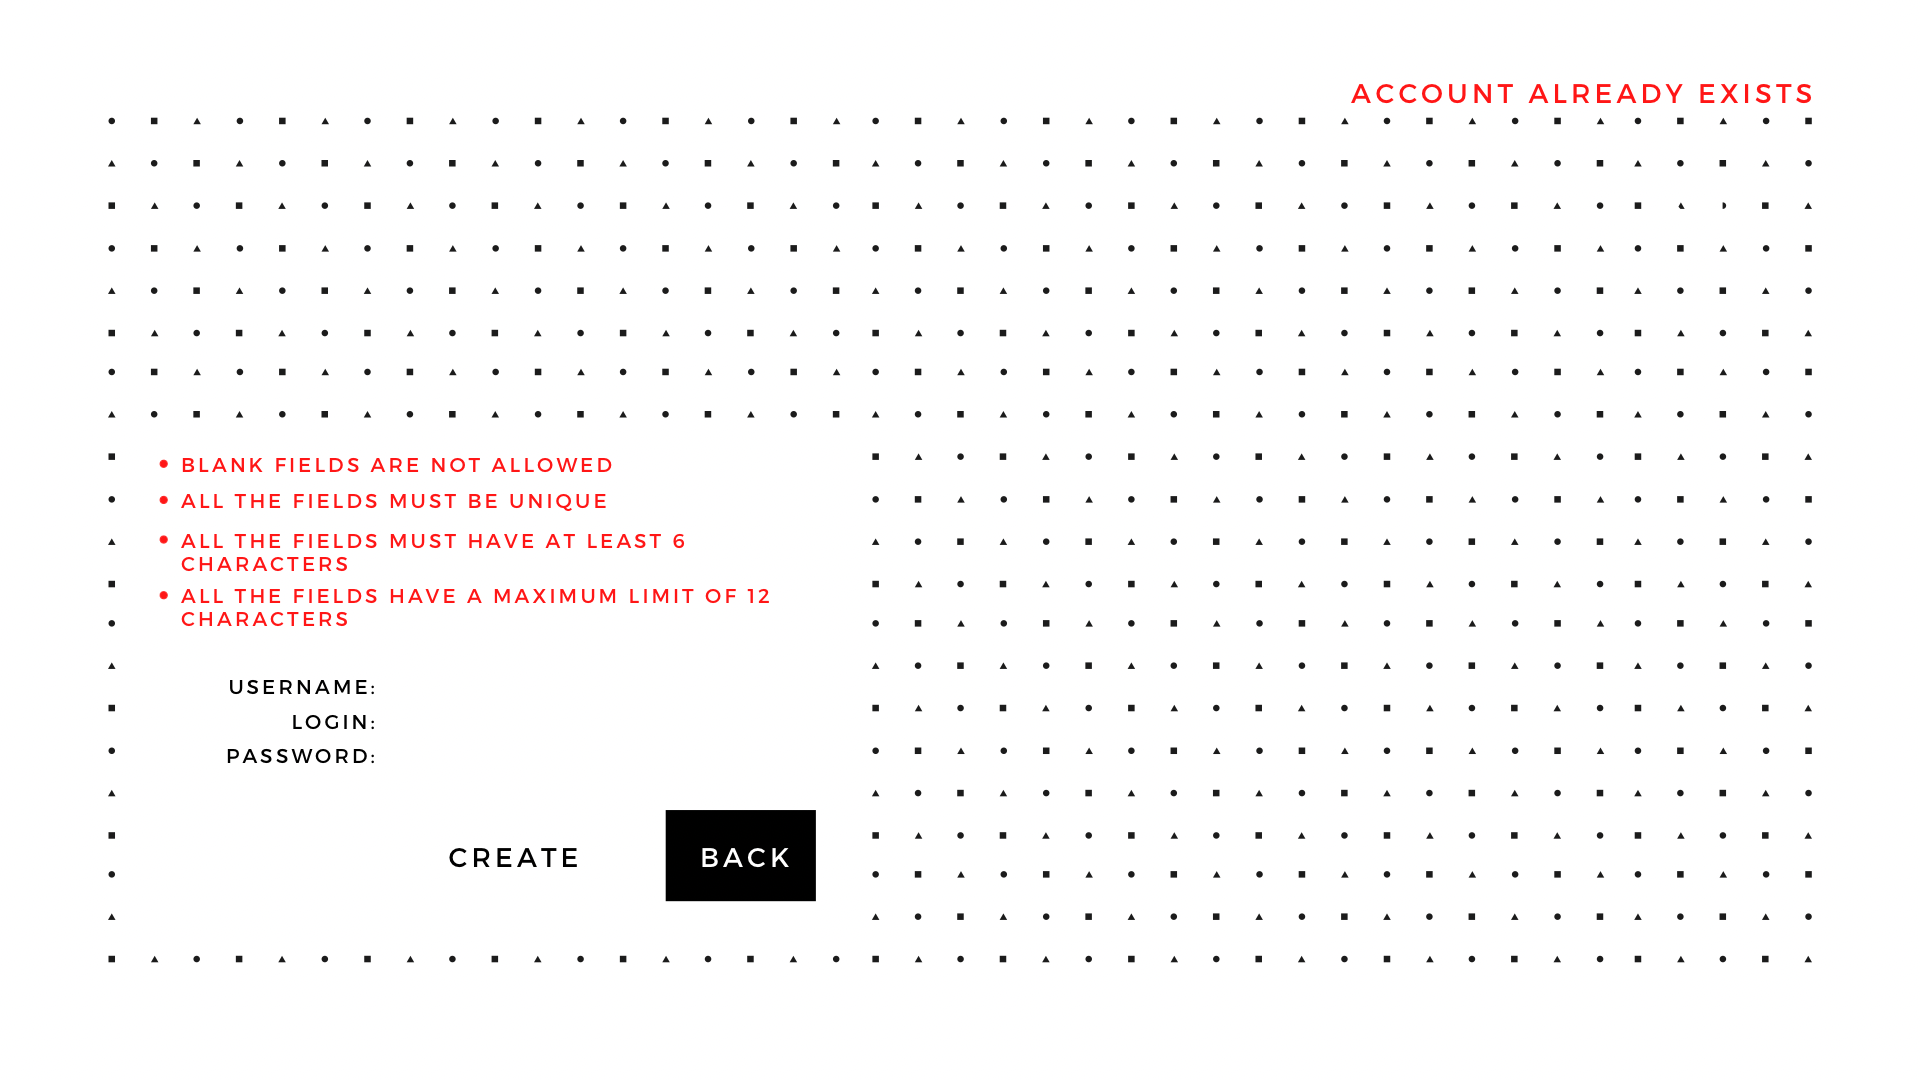 ACCOUNT ALREADY EXISTS
• BLANK FIELDS ARE NOT ALLOWED
• ALL THE FIELDS MUST BE UNIQUE
• ALL THE FIELDS MUST HAVE AT LEAST 6
CHARACTERS
• ALL THE FIELDS HAVE A MAXIMUM LIMIT OF 12
CHARACTERS
USERNAME:
LOGIN:
PASSWORD:
CREATE BACK